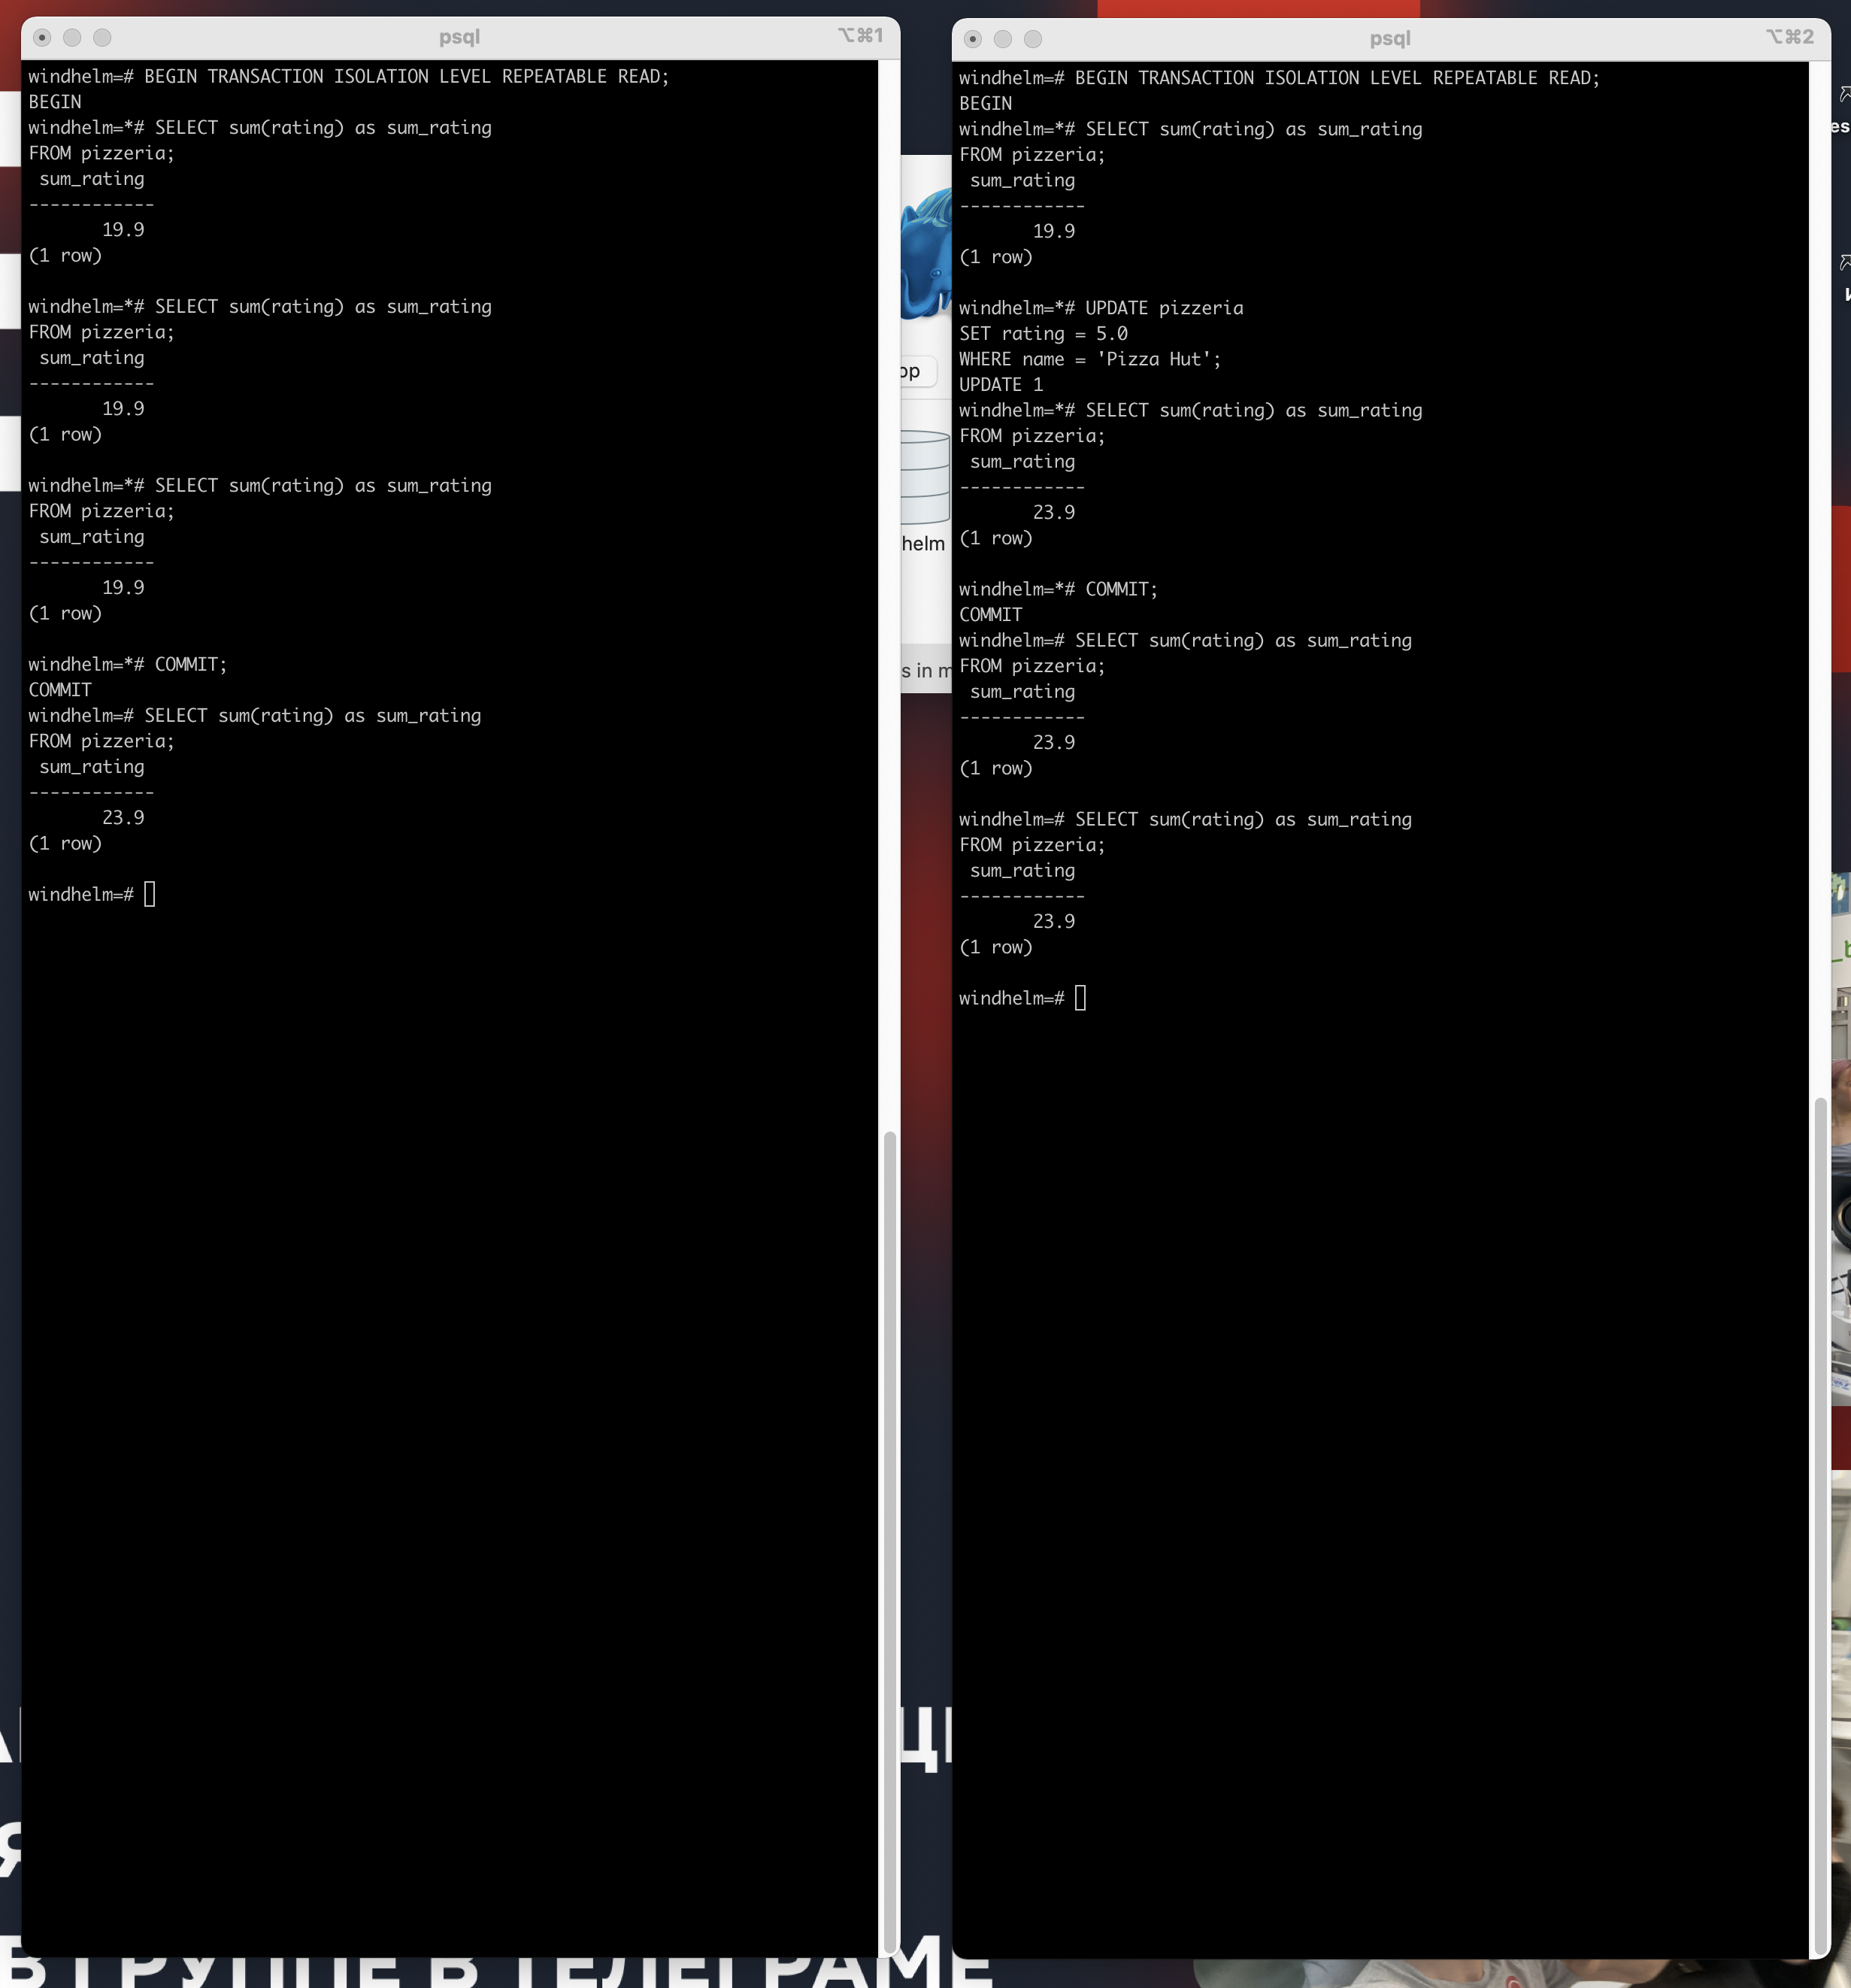 psql
⌥⌘1
windhelm=# BEGIN TRANSACTION ISOLATION LEVEL REPEATABLE READ;
BEGIN
windhelm=*# SELECT sum(rating) as sum_rating
FROM pizzeria;
 sum_rating
------------
       19.9
(1 row)

windhelm=*# SELECT sum(rating) as sum_rating
FROM pizzeria;
 sum_rating
------------
       19.9
(1 row)

windhelm=*# SELECT sum(rating) as sum_rating
FROM pizzeria;
 sum_rating
------------
       19.9
(1 row)

windhelm=*# COMMIT;
COMMIT
windhelm=# SELECT sum(rating) as sum_rating
FROM pizzeria;
 sum_rating
------------
       23.9
(1 row)

windhelm=#
psql
⌥⌘2
windhelm=# BEGIN TRANSACTION ISOLATION LEVEL REPEATABLE READ;
BEGIN
windhelm=*# SELECT sum(rating) as sum_rating
FROM pizzeria;
 sum_rating
------------
       19.9
(1 row)

windhelm=*# UPDATE pizzeria
SET rating = 5.0
WHERE name = 'Pizza Hut';
UPDATE 1
windhelm=*# SELECT sum(rating) as sum_rating
FROM pizzeria;
 sum_rating
------------
       23.9
(1 row)

windhelm=*# COMMIT;
COMMIT
windhelm=# SELECT sum(rating) as sum_rating
FROM pizzeria;
 sum_rating
------------
       23.9
(1 row)

windhelm=# SELECT sum(rating) as sum_rating
FROM pizzeria;
 sum_rating
------------
       23.9
(1 row)

windhelm=#
op
helm
s in m
es
В ГРУППЕ В ТЕЛЕГРАМЕ